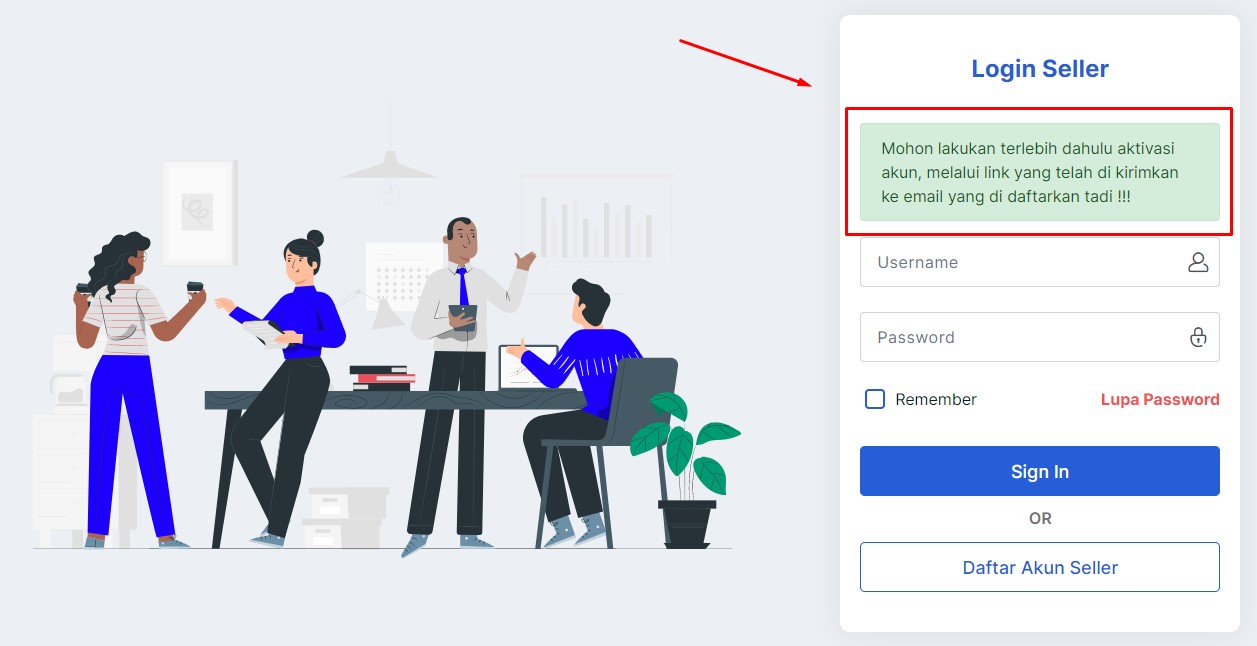 Login Seller
Mohon lakukan terlebih dahulu aktivasi
akun, melalui link yang telah di kirimkan
ke email yang di daftarkan tadi !!!
Username
Password
Remember
Lupa Password
Sign In
OR
Daftar Akun Seller